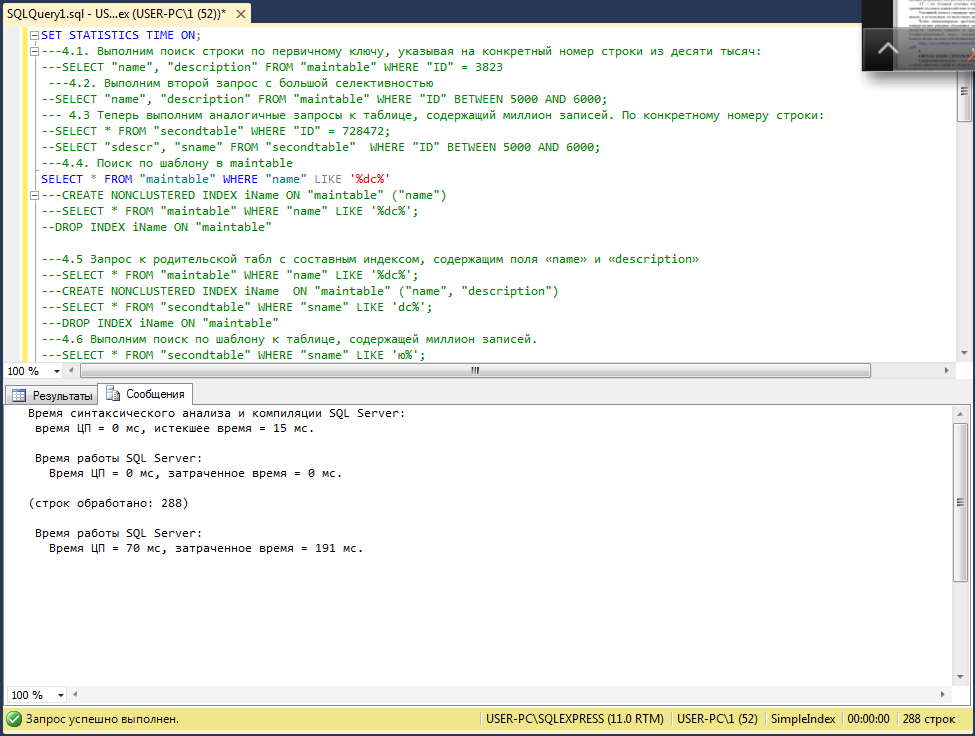 SQLQuery1.sql - US...ex (USER-PC\1 (52))*
SET STATISTICS TIME ON;
---4.1. Выполним поиск строки по первичному ключу, указывая на конкретный номер строки из десяти тысяч:
---SELECT "name", "description" FROM "maintable" WHERE "ID" = 3823
---4.2. Выполним второй запрос с большой селективностью
--SELECT "name", "description" FROM "maintable" WHERE "ID" BETWEEN 5000 AND 6000;
--- 4.3 Теперь выполним аналогичные запросы к таблице, содержащий миллион записей. По конкретному номеру строки:
--SELECT * FROM "secondtable" WHERE "ID" = 728472;
--SELECT "sdescr", "sname" FROM "secondtable"  WHERE "ID" BETWEEN 5000 AND 6000;
---4.4. Поиск по шаблону в maintable
SELECT * FROM "maintable" WHERE "name" LIKE '%dc%'
---CREATE NONCLUSTERED INDEX iName ON "maintable" ("name")
---SELECT * FROM "maintable" WHERE "name" LIKE '%dc%';
--DROP INDEX iName ON "maintable"
---4.5 Запрос к родительской табл с составным индексом, содержащим поля «name» и «description»
---SELECT * FROM "maintable" WHERE "name" LIKE '%dc%';
---CREATE NONCLUSTERED INDEX iName  ON "maintable" ("name", "description")
---SELECT * FROM "secondtable" WHERE "sname" LIKE 'dc%';
---DROP INDEX iName ON "maintable"
---4.6 Выполним поиск по шаблону к таблице, содержащей миллион записей.
---SELECT * FROM "secondtable" WHERE "sname" LIKE 'ю%';
100 %
Результаты Сообщения
Время синтаксического анализа и компиляции SQL Server:
время ЦП = 0 мс, истекшее время = 15 мс.
Время работы SQL Server:
Время ЦП = 0 мс, затраченное время = 0 мс.
(строк обработано: 288)
Время работы SQL Server:
Время ЦП = 70 мс, затраченное время = 191 мс.
100 %
Запрос успешно выполнен. USER-PC\SQLEXPRESS (11.0 RTM) USER-PC\1 (52) SimpleIndex 00:00:00 288 строк